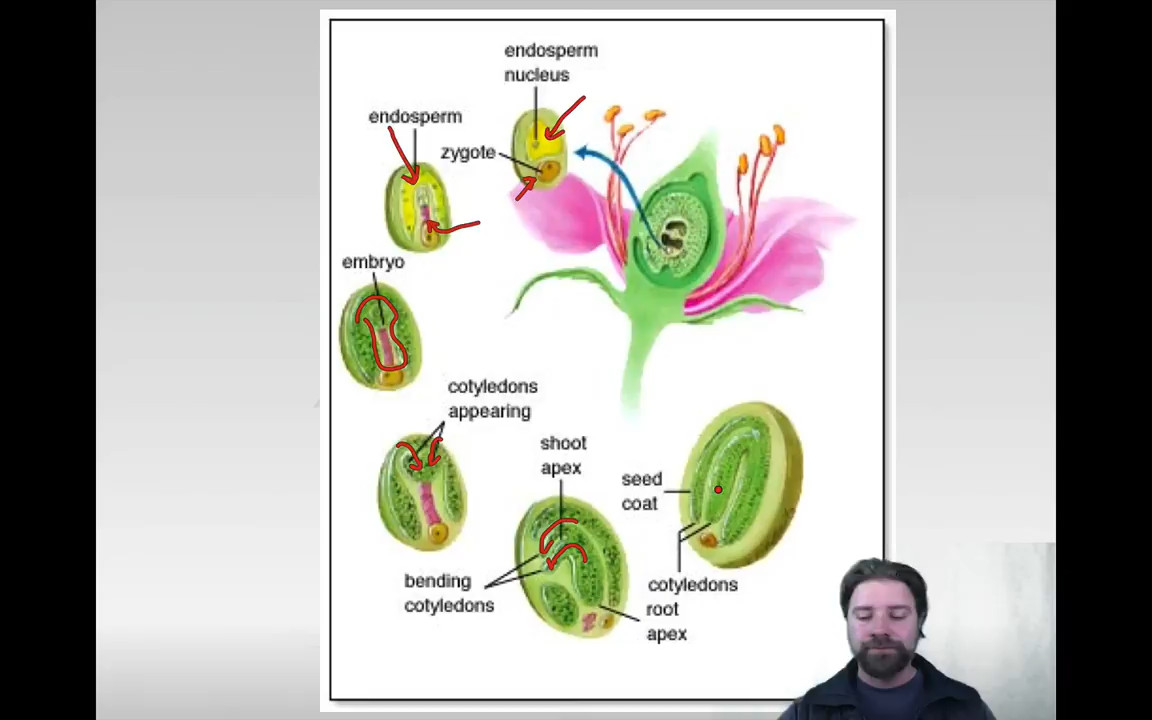 endosperm
nucleus
endosperm
zygote
embryo
cotyledons
appearing
shoot
apex
seed
coat
bending
cotyledons
cotyledons
root
apex